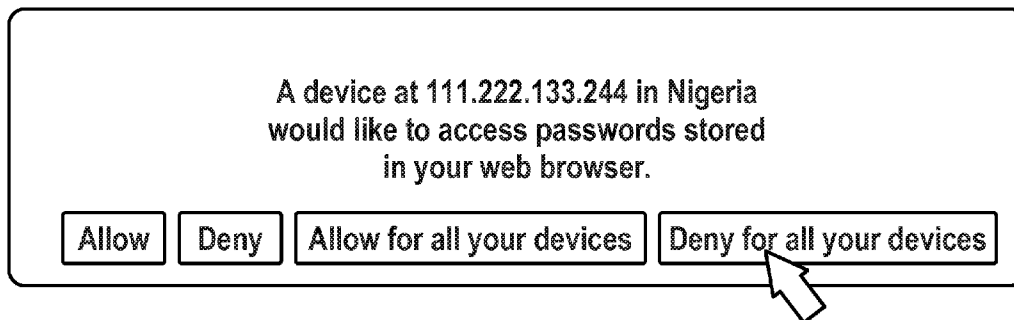 A device at 111.222.133.244 in Nigeria
would like to access passwords stored
in your web browser.
Allow Deny Allow for all your devices Deny for all your devices